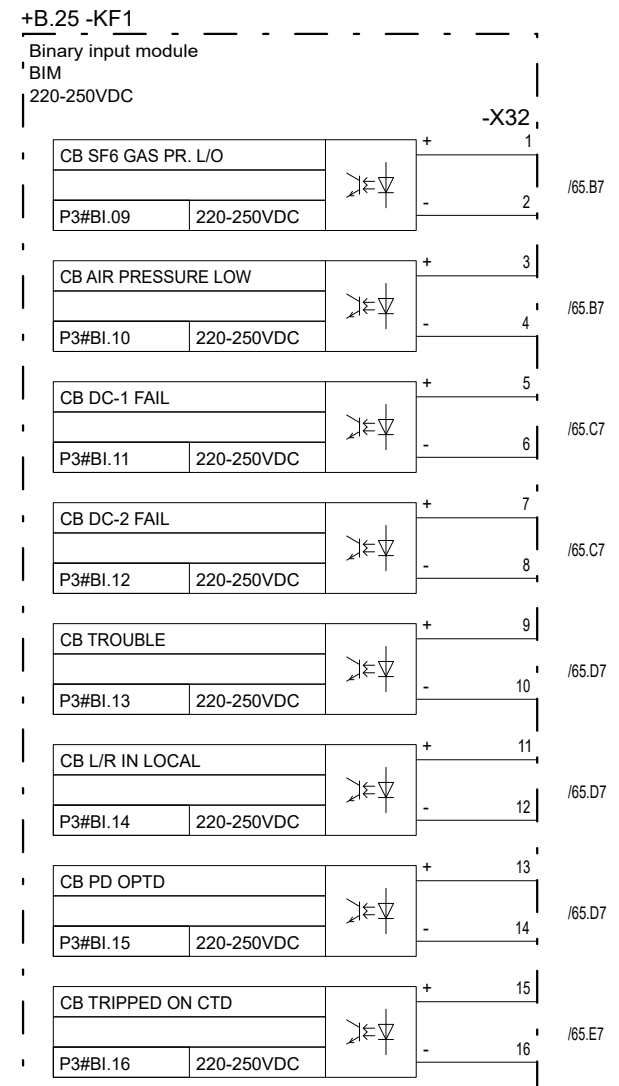 +B.25 -KF1
Binary input module
BIM
220-250VDC
-X32
CB SF6 GAS PR. L/O + 1
- 2 /65.B7
P3#BI.09 220-250VDC
CB AIR PRESSURE LOW + 3
- 4 /65.B7
P3#BI.10 220-250VDC
CB DC-1 FAIL + 5
- 6 /65.C7
P3#BI.11 220-250VDC
CB DC-2 FAIL + 7
- 8 /65.C7
P3#BI.12 220-250VDC
CB TROUBLE + 9
- 10 /65.D7
P3#BI.13 220-250VDC
CB L/R IN LOCAL + 11
- 12 /65.D7
P3#BI.14 220-250VDC
CB PD OPTD + 13
- 14 /65.D7
P3#BI.15 220-250VDC
CB TRIPPED ON CTD + 15
- 16 /65.E7
P3#BI.16 220-250VDC